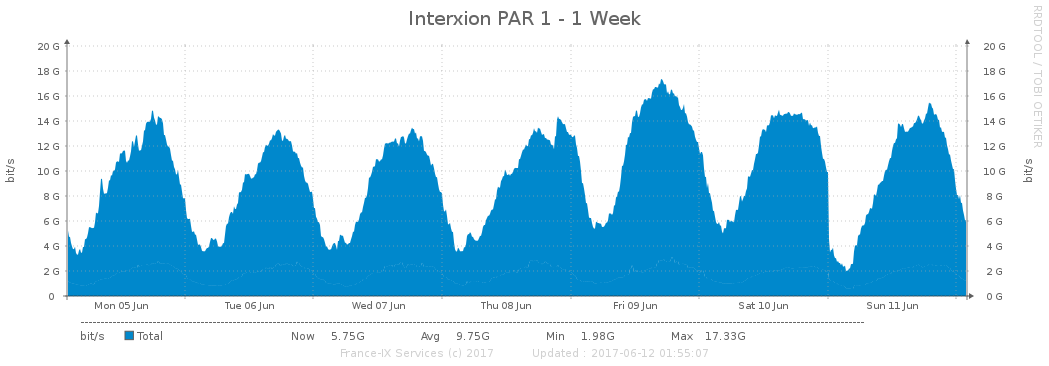 Interxion PAR 1 - 1 Week
RRDTOOL / TOBI OETIKER
bit/s
20 G 20 G
18 G 18 G
16 G 16 G
14 G 14 G
12 G 12 G
10 G 10 G
8 G 8 G
6 G 6 G
4 G 4 G
2 G 2 G
0 0 G
bit/s
Mon 05 Jun Tue 06 Jun Wed 07 Jun Thu 08 Jun Fri 09 Jun Sat 10 Jun Sun 11 Jun
bit/s Total Now 5.75G Avg 9.75G Min 1.98G Max 17.33G
France-IX Services (c) 2017 Updated : 2017-06-12 01:55:07